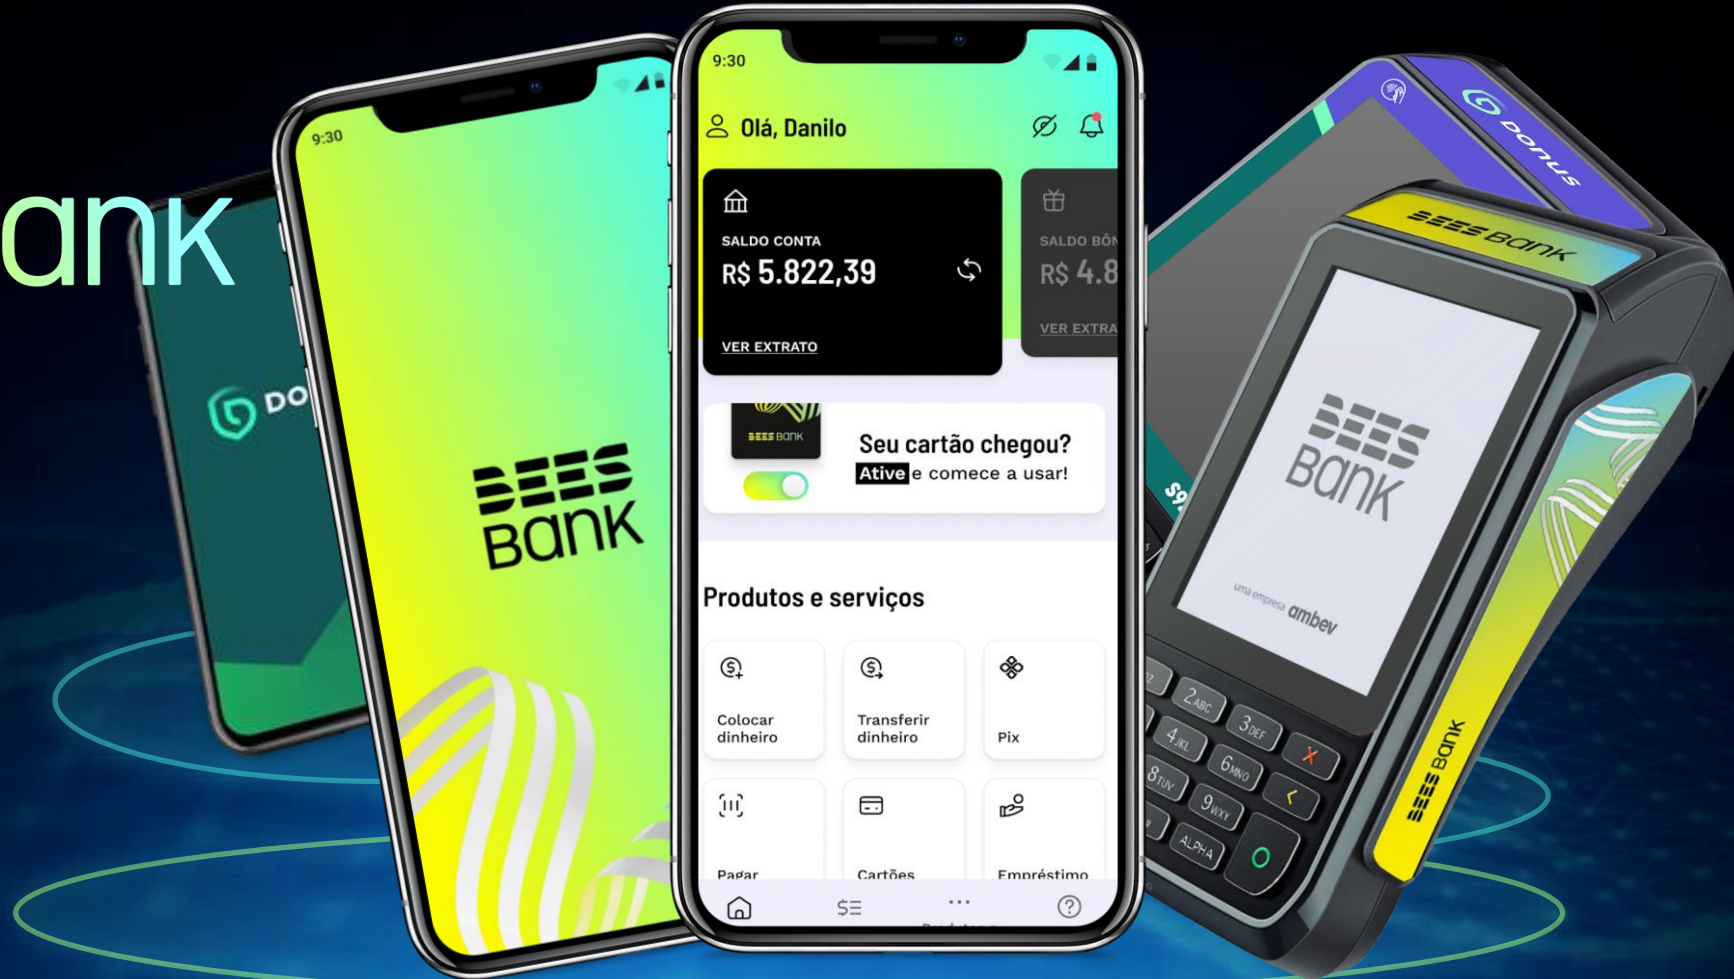 ank
DO
9:30
BEES
BANK
9:30
Olá, Danilo
SALDO CONTA
R$ 5.822,39
VER EXTRATO
SALDO BÔN
R$ 4.8
VER EXTRA
BEES BANK
Seu cartão chegou?
Ative e comece a usar!
Produtos e serviços
Colocar
dinheiro
Transferir
dinheiro
Pix
Pagar
Cartões
Empréstimo
DONUS
BEES BANK
BEES
BANK
uma empresa ambev
2ABC
3DEF
4JKL
6MNO
8TUV
9WXY
ALPHA
BEES BANK